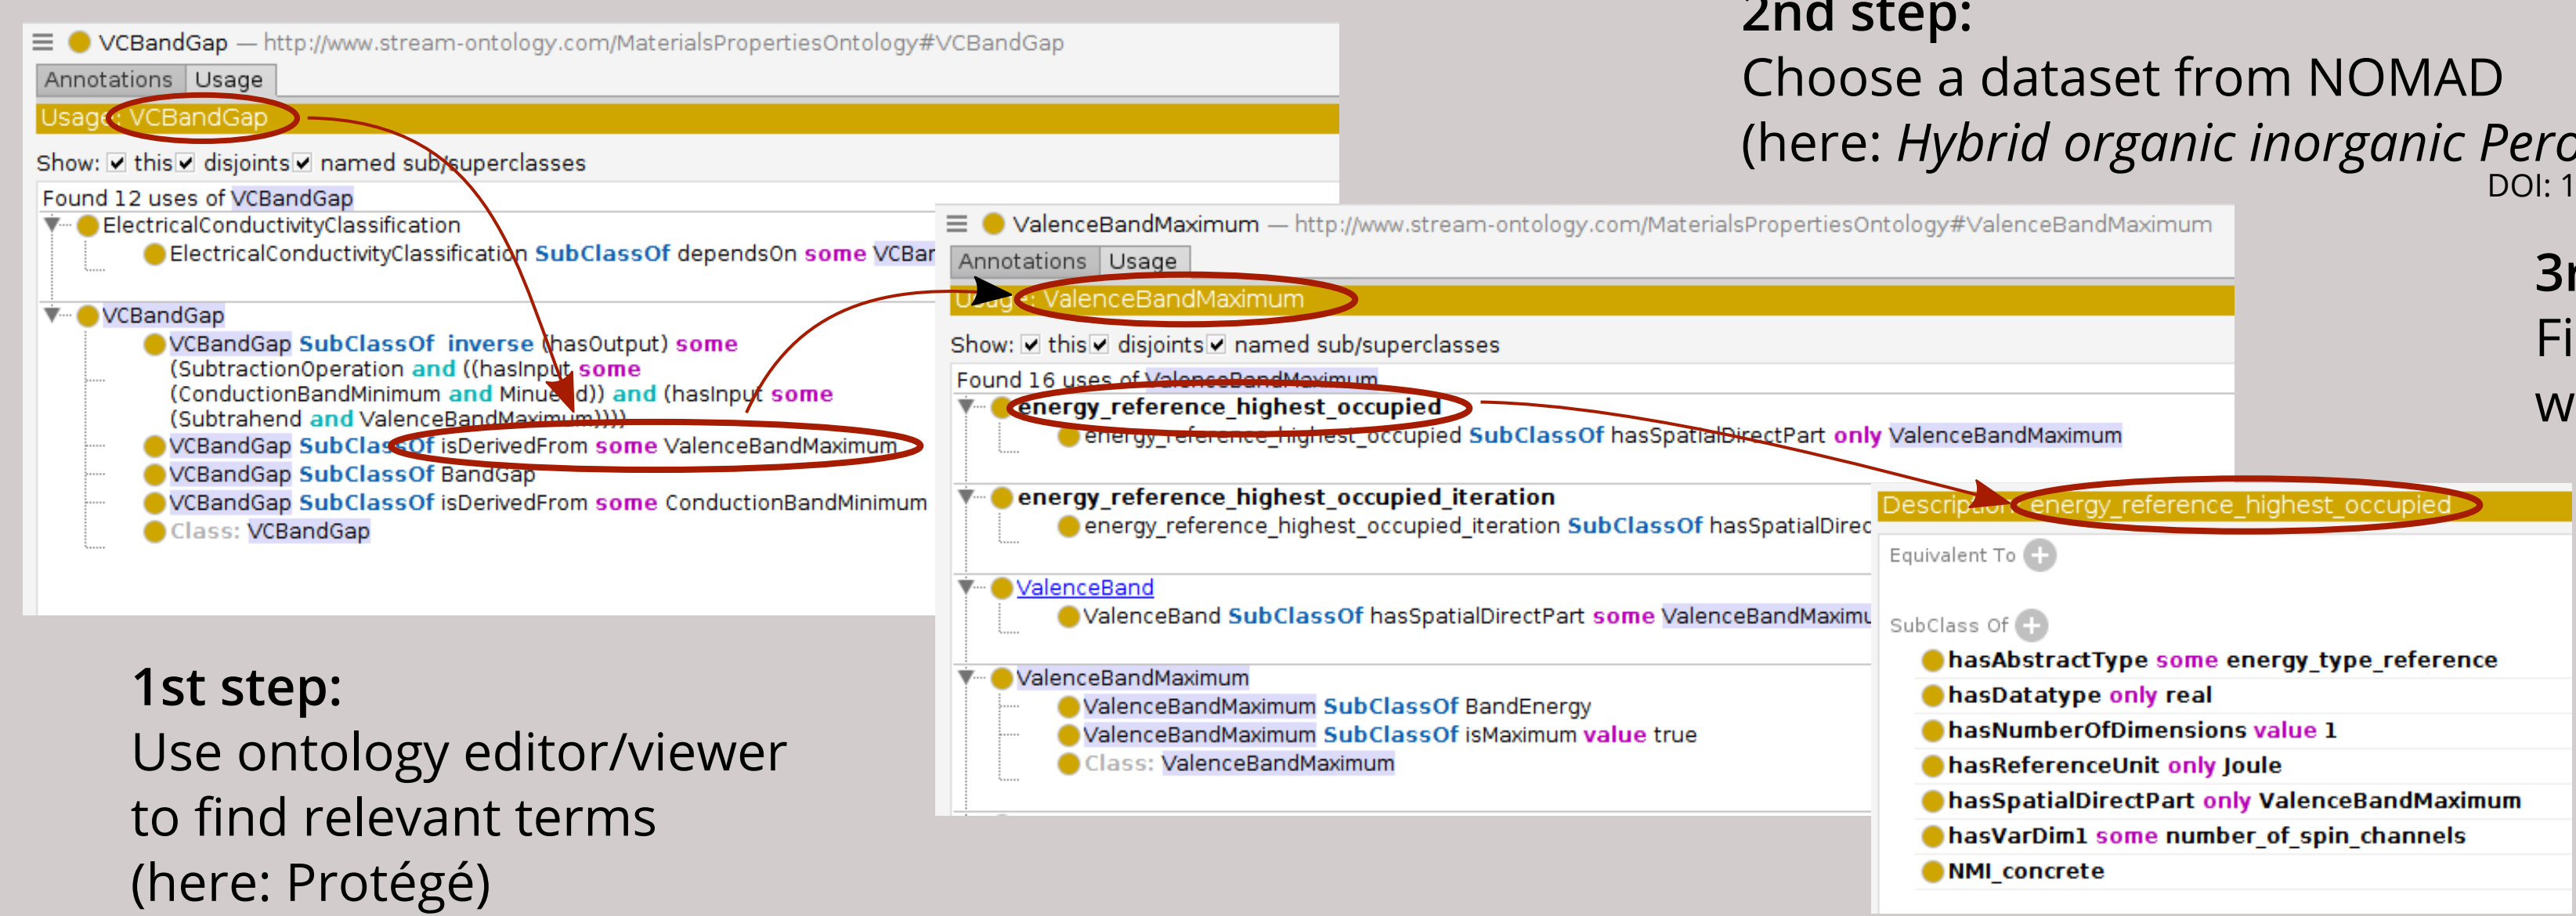 VCBandGap — http://www.stream-ontology.com/MaterialsPropertiesOntology#VCBandGap
Annotations Usage
Usage: VCBandGap
Show: this disjoints named sub/superclasses
Found 12 uses of VCBandGap
ElectricalConductivityClassification
ElectricalConductivityClassification SubClassOf dependsOn some VCBar
VCBandGap
VCBandGap SubClassOf inverse (hasOutput) some
(SubtractionOperation and ((hasInput some
(ConductionBandMinimum and Minuend)) and (hasInput some
(Subtrahend and ValenceBandMaximum))))
VCBandGap SubClassOf isDerivedFrom some ValenceBandMaximum
VCBandGap SubClassOf BandGap
VCBandGap SubClassOf isDerivedFrom some ConductionBandMinimum
Class: VCBandGap
1st step:
Use ontology editor/viewer
to find relevant terms
(here: Protégé)
ValenceBandMaximum — http://www.stream-ontology.com/MaterialsPropertiesOntology#ValenceBandMaximum
Annotations Usage
Usage: ValenceBandMaximum
Show: this disjoints named sub/superclasses
Found 16 uses of ValenceBandMaximum
energy_reference_highest_occupied
energy_reference_highest_occupied SubClassOf hasSpatialDirectPart only ValenceBandMaximum
energy_reference_highest_occupied_iteration
energy_reference_highest_occupied_iteration SubClassOf hasSpatialDirec
ValenceBand
ValenceBand SubClassOf hasSpatialDirectPart some ValenceBandMaximu
ValenceBandMaximum
ValenceBandMaximum SubClassOf BandEnergy
ValenceBandMaximum SubClassOf isMaximum value true
Class: ValenceBandMaximum
2nd step:
Choose a dataset from NOMAD
(here: Hybrid organic inorganic Pero
DOI: 1
3r
Fi
w
Description: energy_reference_highest_occupied
Equivalent To
SubClass Of
hasAbstractType some energy_type_reference
hasDatatype only real
hasNumberOfDimensions value 1
hasReferenceUnit only Joule
hasSpatialDirectPart only ValenceBandMaximum
hasVarDim1 some number_of_spin_channels
NMI_concrete